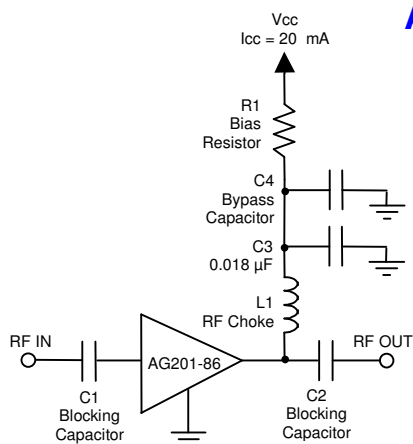 Vcc
Icc = 20 mA
R1
Bias
Resistor
C4
Bypass
Capacitor
C3
0.018 µF
L1
RF Choke
RF IN
AG201-86
RF OUT
C1
Blocking
Capacitor
C2
Blocking
Capacitor